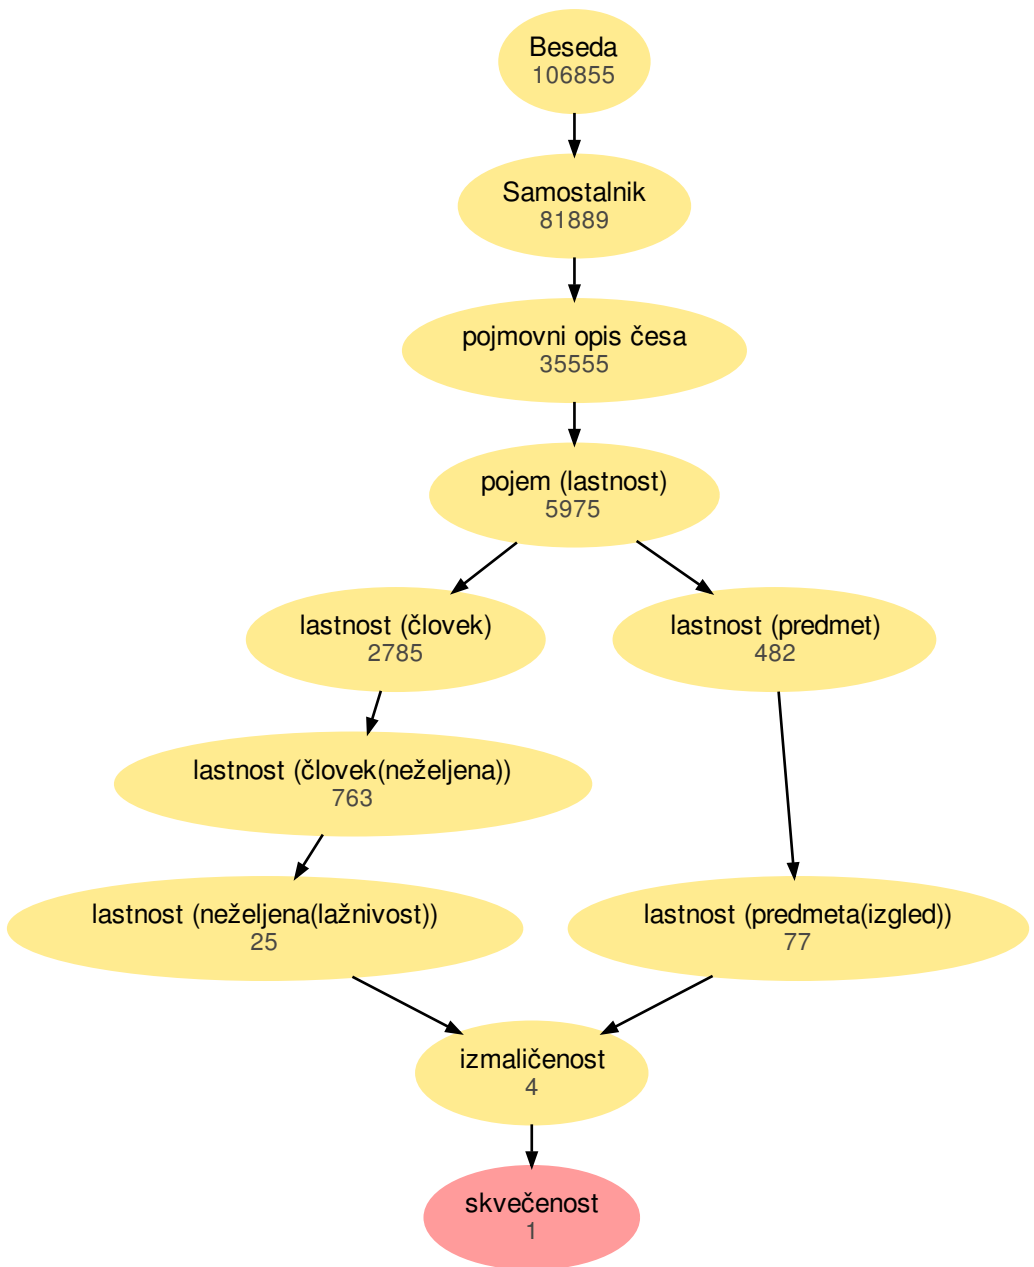 Beseda
106855
Samostalnik
81889
pojmovni opis česa
35555
pojem (lastnost)
5975
lastnost (človek)
2785
lastnost (predmet)
482
lastnost (človek(neželjena))
763
lastnost (neželjena(lažnivost))
25
lastnost (predmeta(izgled))
77
izmaličenost
4
skvečenost
1